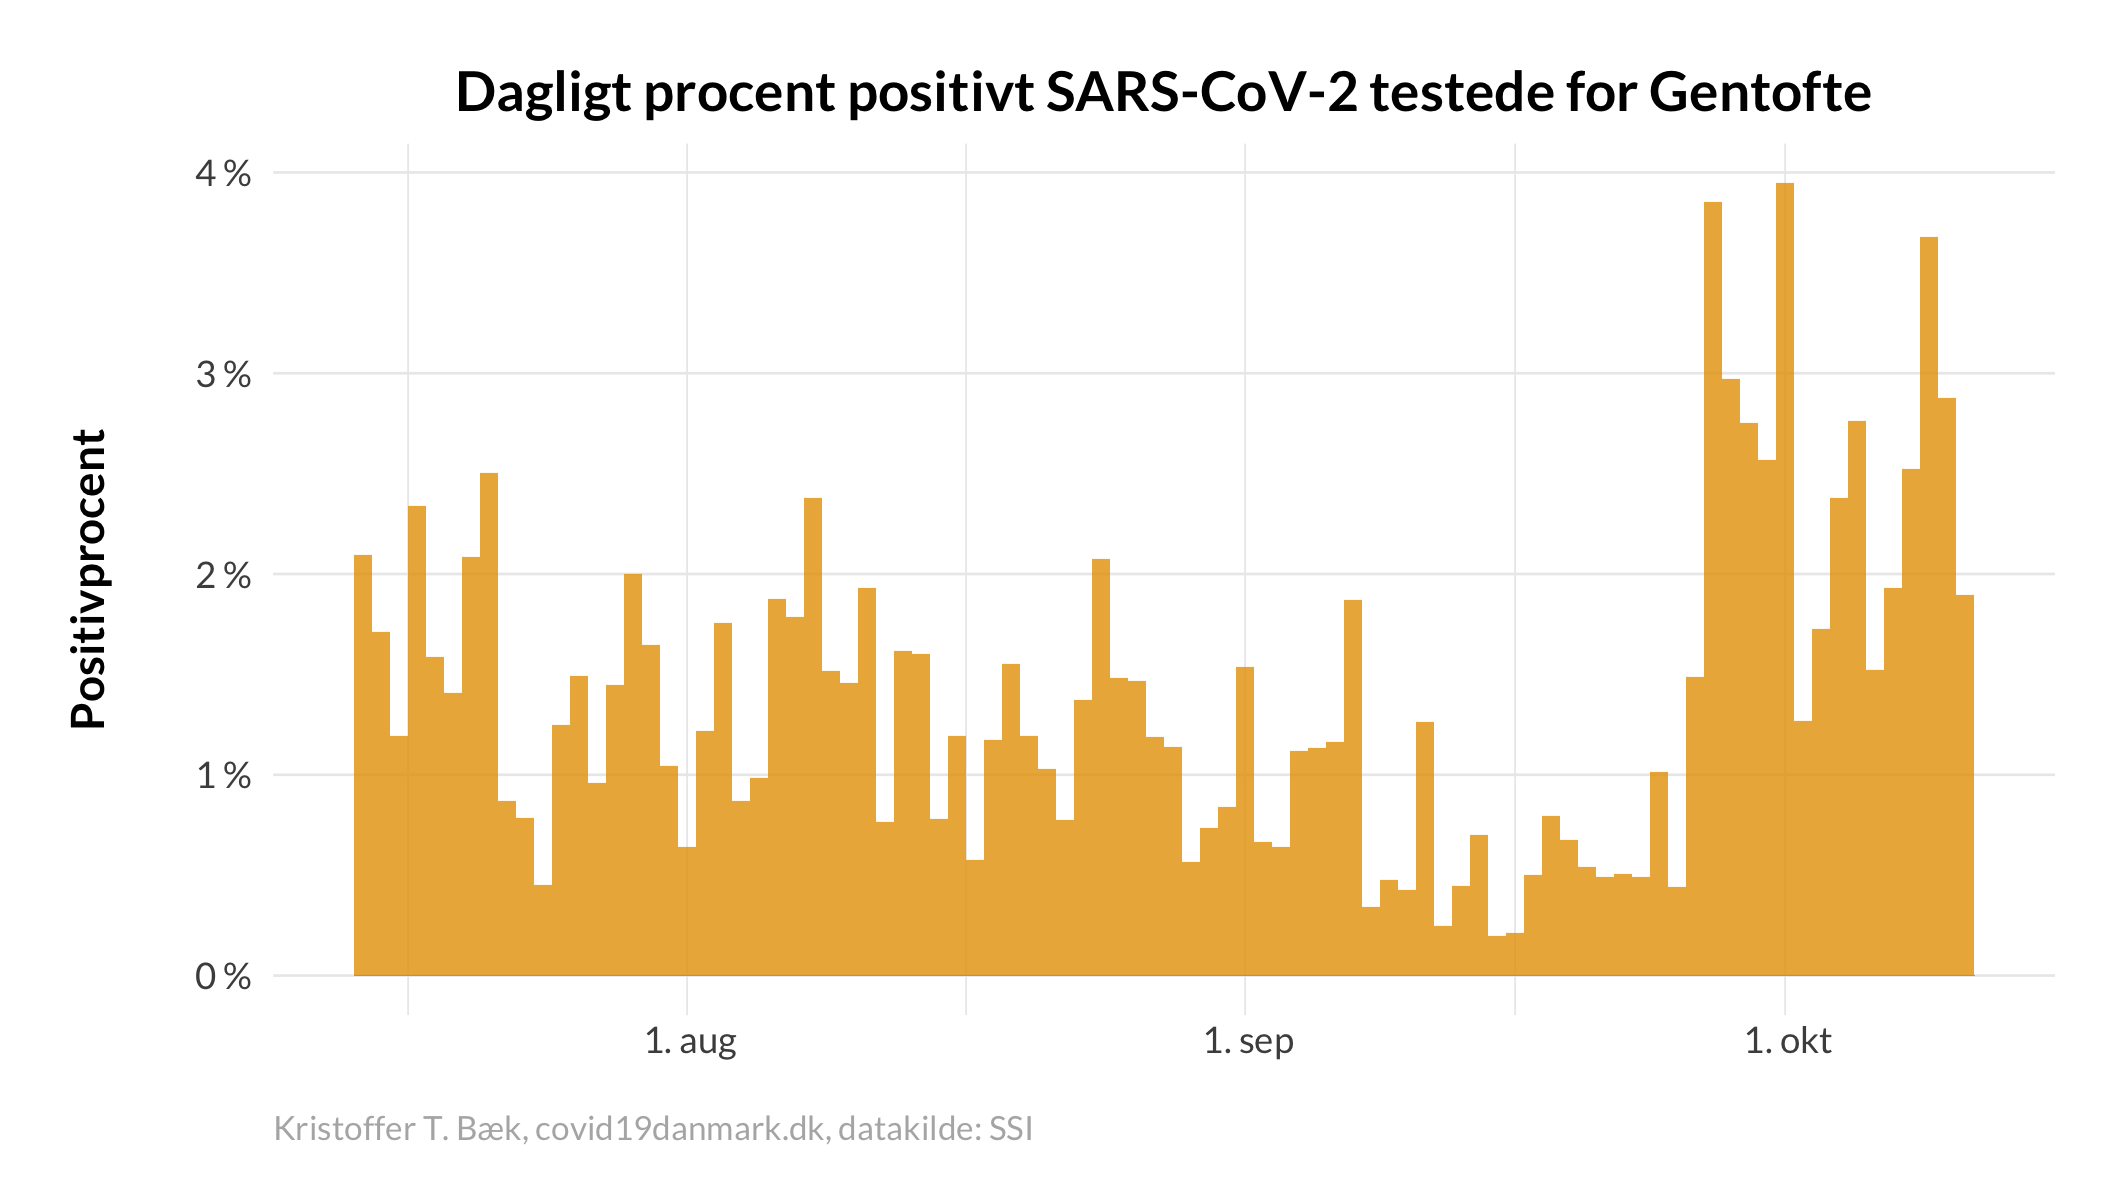 Dagligt procent positivt SARS-CoV-2 testede for Gentofte
Positivprocent
4 %
3 %
2 %
1 %
0 %
1. aug
1. sep
1. okt
Kristoffer T. Bæk, covid19danmark.dk, datakilde: SSI